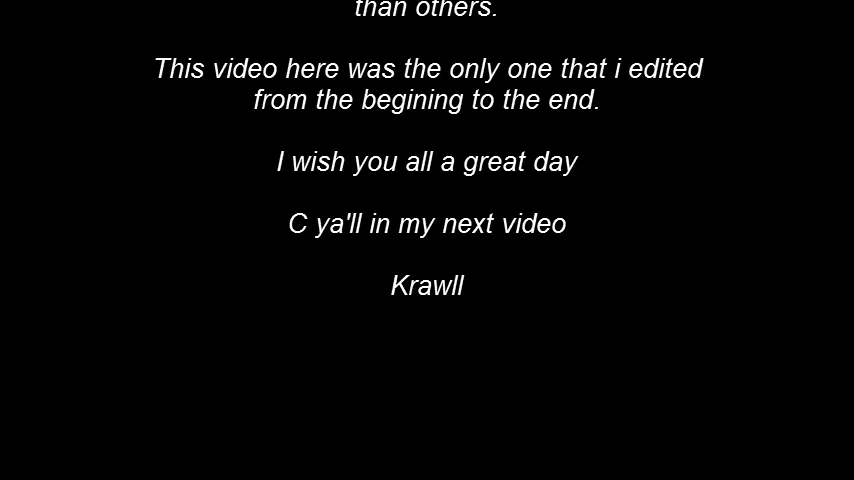 than others.
This video here was the only one that i edited
from the begining to the end.
I wish you all a great day
C ya'll in my next video
Krawll